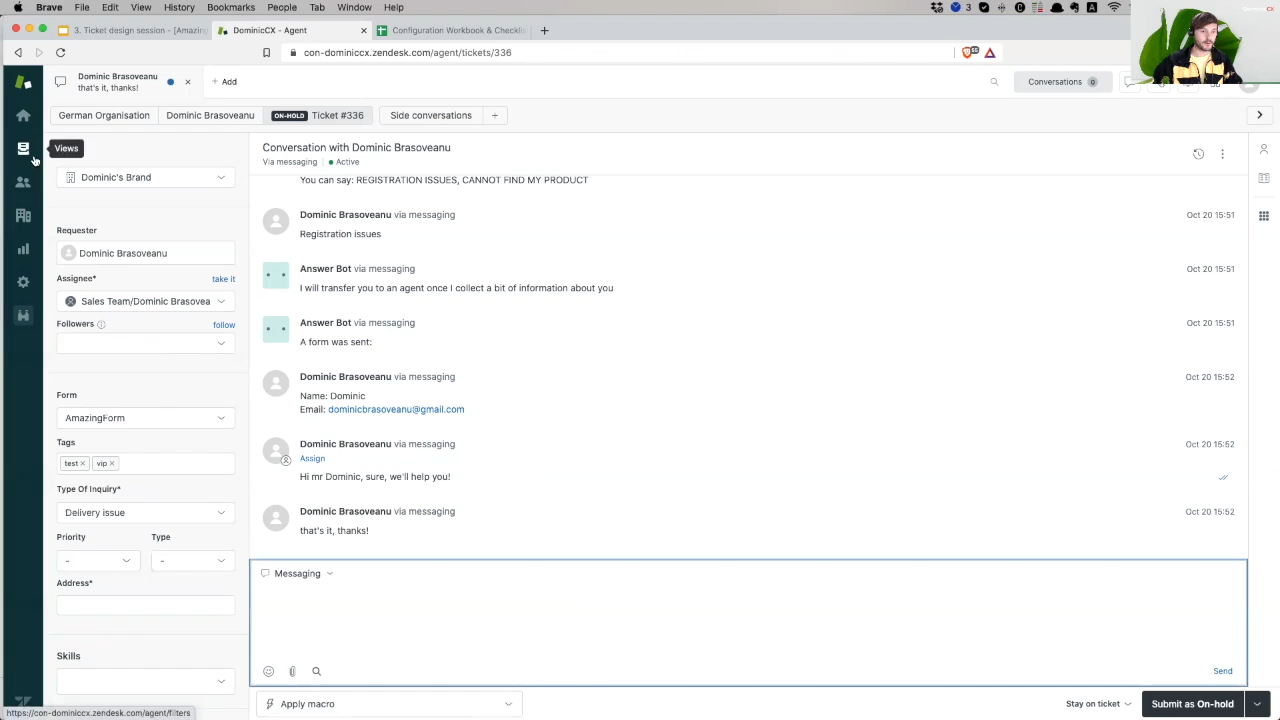 Brave File Edit View History Bookmarks People Tab Window Help
3. Ticket design session - [Amazing
DominicCX - Agent
Configuration Workbook & Checkli
con-dominiccx.zendesk.com/agent/tickets/336
Dominic Brasoveanu
that's it, thanks!
+ Add
Conversations 0
German Organisation
Dominic Brasoveanu
ON-HOLD Ticket #336
Side conversations
Views
Dominic's Brand
Requester
Dominic Brasoveanu
Assignee*
take it
Sales Team/Dominic Brasovea
Followers
follow
Form
AmazingForm
Tags
test
vip
Type Of Inquiry*
Delivery issue
Priority
Type
-
-
Address*
Skills
Conversation with Dominic Brasoveanu
Via messaging
Active
You can say: REGISTRATION ISSUES, CANNOT FIND MY PRODUCT
Dominic Brasoveanu via messaging
Oct 20 15:51
Registration issues
Answer Bot via messaging
Oct 20 15:51
I will transfer you to an agent once I collect a bit of information about you
Answer Bot via messaging
Oct 20 15:51
A form was sent:
Dominic Brasoveanu via messaging
Oct 20 15:52
Name: Dominic
Email: dominicbrasoveanu@gmail.com
Dominic Brasoveanu via messaging
Oct 20 15:52
Assign
Hi mr Dominic, sure, we'll help you!
Dominic Brasoveanu via messaging
Oct 20 15:52
that's it, thanks!
Messaging
Send
Apply macro
Stay on ticket
Submit as On-hold
https://con-dominiccx.zendesk.com/agent/filters